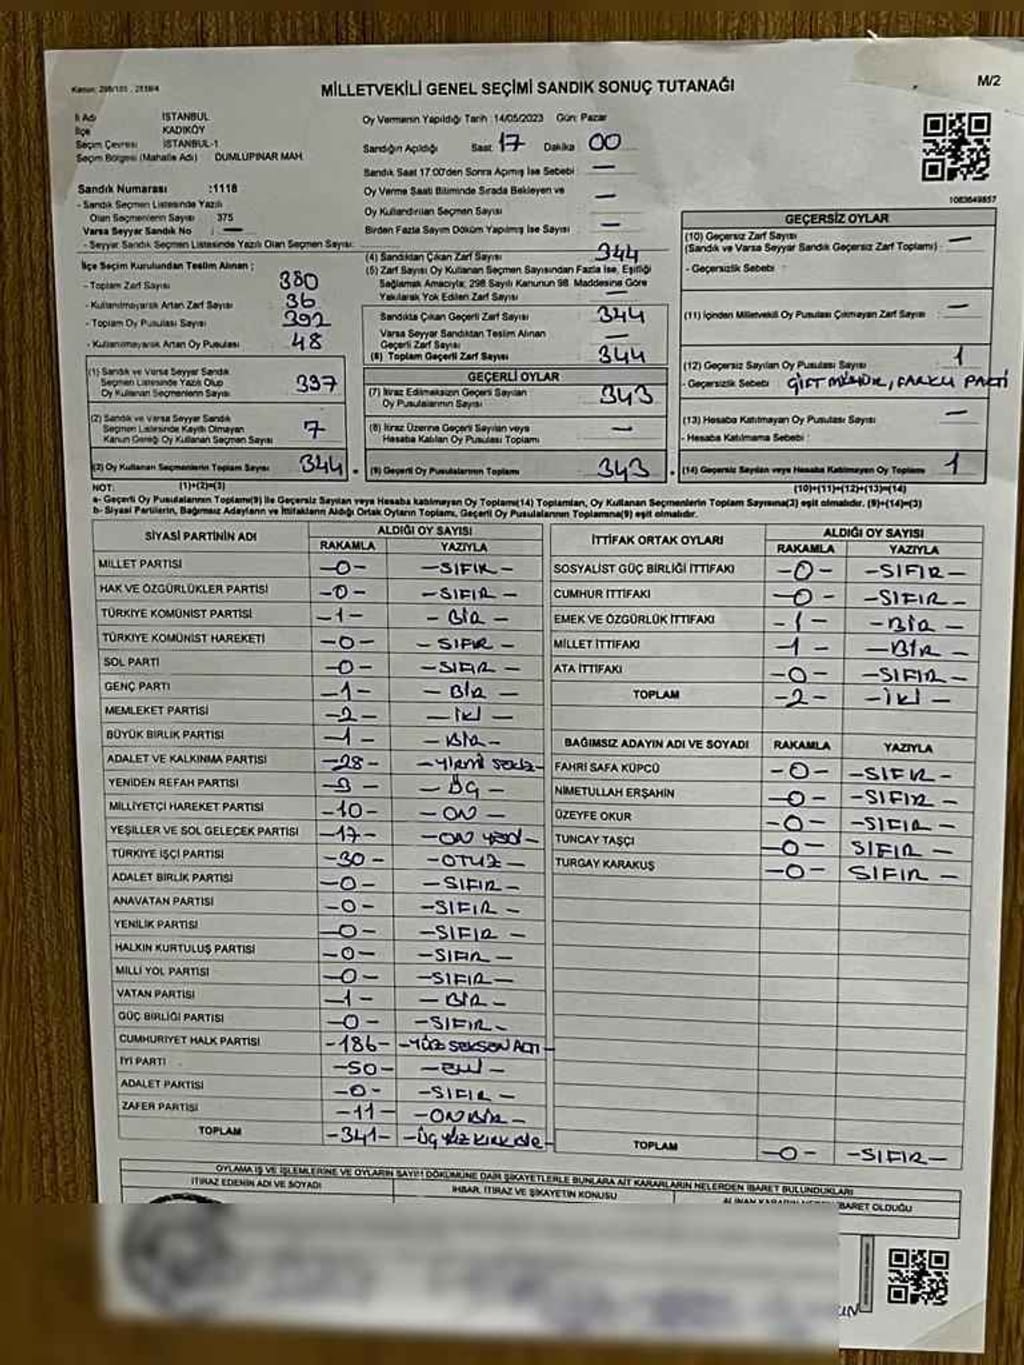 Kanun: 298/105 , 2839/4
MİLLETVEKİLİ GENEL SEÇİMİ SANDIK SONUÇ TUTANAĞI
M/2
İl Adı İSTANBUL
İlçe KADIKÖY
Seçim Çevresi İSTANBUL-1
Seçim Bölgesi (Mahalle Adı) DUMLUPINAR MAH.
Sandık Numarası :1118
- Sandık Seçmen Listesinde Yazılı
Olan Seçmenlerin Sayısı 375
Varsa Seyyar Sandık No : —
- Seyyar Sandık Seçmen Listesinde Yazılı Olan Seçmen Sayısı:
Oy Vermenin Yapıldığı Tarih :14/05/2023 Gün: Pazar
Sandığın Açıldığı Saat 17 Dakika 00
Sandık Saat 17:00'den Sonra Açılmış İse Sebebi : —
Oy Verme Saati Bitiminde Sırada Bekleyen ve
Oy Kullandırılan Seçmen Sayısı : —
Birden Fazla Sayım Döküm Yapılmış İse Sayısı : —
1083649857
İlçe Seçim Kurulundan Teslim Alınan :
- Toplam Zarf Sayısı 380
- Kullanılmayarak Artan Zarf Sayısı 36
- Toplam Oy Pusulası Sayısı 392
- Kullanılmayarak Artan Oy Pusulası 48
(1) Sandık ve Varsa Seyyar Sandık
Seçmen Listesinde Yazılı Olup
Oy Kullanan Seçmenlerin Sayısı 337
(2) Sandık ve Varsa Seyyar Sandık
Seçmen Listesinde Kayıtlı Olmayan
Kanun Gereği Oy Kullanan Seçmen Sayısı 7
(3) Oy Kullanan Seçmenlerin Toplam Sayısı 344
(1)+(2)=(3)
(4) Sandıktan Çıkan Zarf Sayısı 344
(5) Zarf Sayısı Oy Kullanan Seçmen Sayısından Fazla İse, Eşitliği
Sağlamak Amacıyla; 298 Sayılı Kanunun 98. Maddesine Göre
Yakılarak Yok Edilen Zarf Sayısı —
Sandıkta Çıkan Geçerli Zarf Sayısı 344
Varsa Seyyar Sandıktan Teslim Alınan
Geçerli Zarf Sayısı —
(6) Toplam Geçerli Zarf Sayısı 344
GEÇERLİ OYLAR
(7) İtiraz Edilmeksizin Geçerli Sayılan
Oy Pusulalarının Sayısı 343
(8) İtiraz Üzerine Geçerli Sayılan veya
Hesaba Katılan Oy Pusulası Toplamı —
(9) Geçerli Oy Pusulalarının Toplamı 343
GEÇERSİZ OYLAR
(10) Geçersiz Zarf Sayısı
(Sandık ve Varsa Seyyar Sandık Geçersiz Zarf Toplamı) : —
- Geçersizlik Sebebi :
(11) İçinden Milletvekili Oy Pusulası Çıkmayan Zarf Sayısı : —
(12) Geçersiz Sayılan Oy Pusulası Sayısı : 1
- Geçersizlik Sebebi : ÇİFT MÜHÜR, FARKLI PARTİ
(13) Hesaba Katılmayan Oy Pusulası Sayısı : —
- Hesaba Katılmama Sebebi :
(14) Geçersiz Sayılan veya Hesaba Katılmayan Oy Toplamı 1
(10)+(11)+(12)+(13)=(14)
NOT:
a- Geçerli Oy Pusulalarının Toplamı(9) ile Geçersiz Sayılan veya Hesaba katılmayan Oy Toplamı(14) Toplamları, Oy Kullanan Seçmenlerin Toplam Sayısına(3) eşit olmalıdır. (9)+(14)=(3)
b- Siyasi Partilerin, Bağımsız Adayların ve İttifakların Aldığı Ortak Oyların Toplamı, Geçerli Oy Pusulalarının Toplamına(9) eşit olmalıdır.
SİYASİ PARTİNİN ADI ALDIĞI OY SAYISI
RAKAMLA YAZIYLA
MİLLET PARTİSİ -0- -SIFIR-
HAK VE ÖZGÜRLÜKLER PARTİSİ -0- -SIFIR-
TÜRKİYE KOMÜNİST PARTİSİ -1- -BİR-
TÜRKİYE KOMÜNİST HAREKETİ -0- -SIFIR-
SOL PARTİ -0- -SIFIR-
GENÇ PARTİ -1- -BİR-
MEMLEKET PARTİSİ -2- -İKİ-
BÜYÜK BİRLİK PARTİSİ -1- -BİR-
ADALET VE KALKINMA PARTİSİ -28- -YİRMİ SEKİZ-
YENİDEN REFAH PARTİSİ -3- -ÜÇ-
MİLLİYETÇİ HAREKET PARTİSİ -10- -ON-
YEŞİLLER VE SOL GELECEK PARTİSİ -17- -ON YEDİ-
TÜRKİYE İŞÇİ PARTİSİ -30- -OTUZ-
ADALET BİRLİK PARTİSİ -0- -SIFIR-
ANAVATAN PARTİSİ -0- -SIFIR-
YENİLİK PARTİSİ -0- -SIFIR-
HALKIN KURTULUŞ PARTİSİ -0- -SIFIR-
MİLLİ YOL PARTİSİ -0- -SIFIR-
VATAN PARTİSİ -1- -BİR-
GÜÇ BİRLİĞİ PARTİSİ -0- -SIFIR-
CUMHURİYET HALK PARTİSİ -186- -YÜZ SEKSEN ALTI-
İYİ PARTİ -50- -ELLİ-
ADALET PARTİSİ -0- -SIFIR-
ZAFER PARTİSİ -11- -ONBİR-
TOPLAM -341- -ÜÇ YÜZ KIRK BİR-
İTTİFAK ORTAK OYLARI ALDIĞI OY SAYISI
RAKAMLA YAZIYLA
SOSYALİST GÜÇ BİRLİĞİ İTTİFAKI -0- -SIFIR-
CUMHUR İTTİFAKI -0- -SIFIR-
EMEK VE ÖZGÜRLÜK İTTİFAKI -1- -BİR-
MİLLET İTTİFAKI -1- -BİR-
ATA İTTİFAKI -0- -SIFIR-
TOPLAM -2- -İKİ-
BAĞIMSIZ ADAYIN ADI VE SOYADI RAKAMLA YAZIYLA
FAHRİ SAFA KÜPCÜ -0- -SIFIR-
NİMETULLAH ERŞAHİN -0- -SIFIR-
ÜZEYFE OKUR -0- -SIFIR-
TUNCAY TAŞÇI -0- SIFIR-
TURGAY KARAKUŞ -0- SIFIR-
TOPLAM -0- -SIFIR-
OYLAMA İŞ VE İŞLEMLERİNE VE OYLARIN SAYIM DÖKÜMÜNE DAİR ŞİKAYETLERLE BUNLARA AİT KARARLARIN NELERDEN İBARET BULUNDUKLARI
İTİRAZ EDENİN ADI VE SOYADI İHBAR, İTİRAZ VE ŞİKAYETİN KONUSU ALINAN KARARIN NEDEN İBARET OLDUĞU